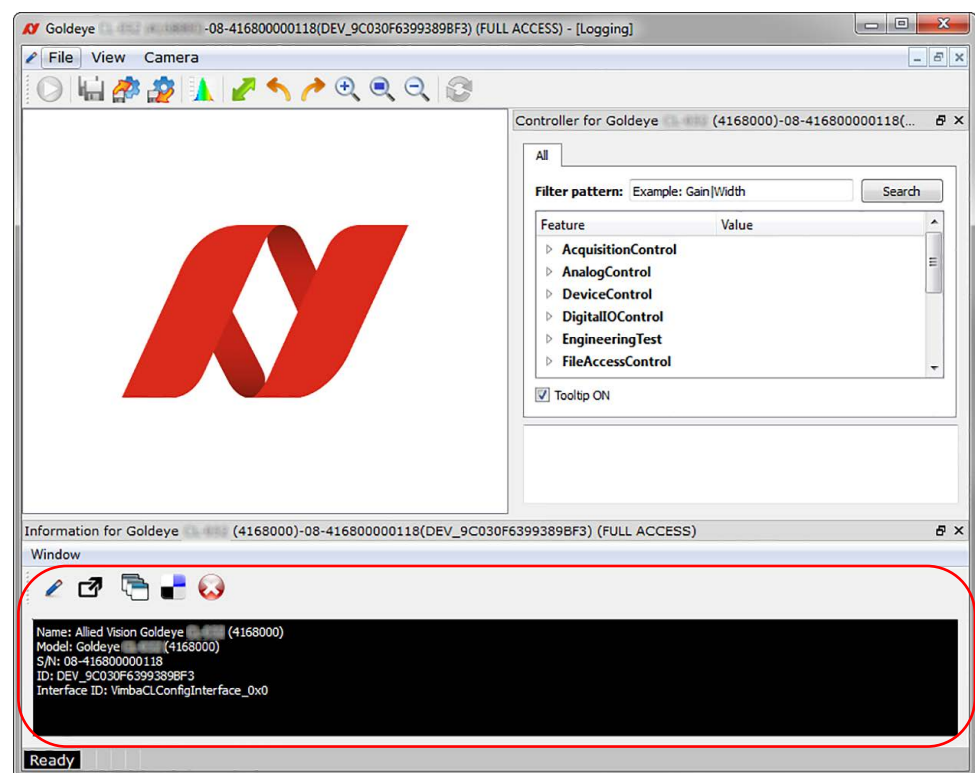 Goldeye -08-416800000118(DEV_9C030F6399389BF3) (FULL ACCESS) - [Logging]
File View Camera
Controller for Goldeye (4168000)-08-416800000118(...
All
Filter pattern: Example: Gain|Width Search
Feature Value
AcquisitionControl
AnalogControl
DeviceControl
DigitalIOControl
EngineeringTest
FileAccessControl
Tooltip ON
Information for Goldeye (4168000)-08-416800000118(DEV_9C030F6399389BF3) (FULL ACCESS)
Window
Name: Allied Vision Goldeye (4168000)
Model: Goldeye (4168000)
S/N: 08-416800000118
ID: DEV_9C030F6399389BF3
Interface ID: VimbaCLConfigInterface_0x0
Ready